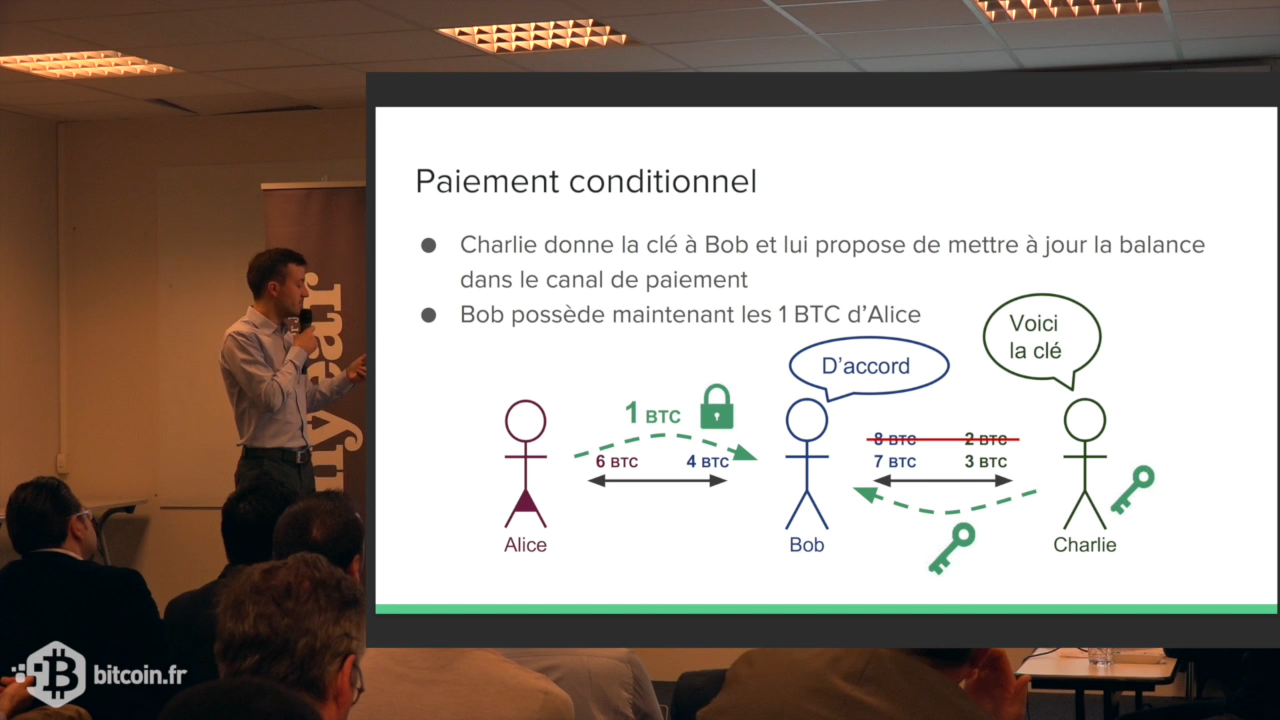 Paiement conditionnel
● Charlie donne la clé à Bob et lui propose de mettre à jour la balance
dans le canal de paiement
● Bob possède maintenant les 1 BTC d'Alice
Voici
la clé
D'accord
1 BTC
8 BTC 2 BTC
6 BTC 4 BTC 7 BTC 3 BTC
Alice Bob Charlie
bitcoin.fr